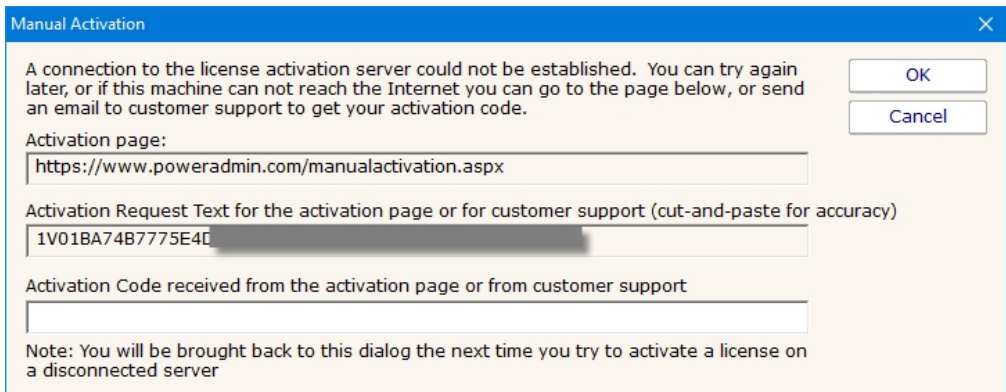 Manual Activation
A connection to the license activation server could not be established. You can try again
later, or if this machine can not reach the Internet you can go to the page below, or send
an email to customer support to get your activation code.
OK
Cancel
Activation page:
https://www.poweradmin.com/manualactivation.aspx
Activation Request Text for the activation page or for customer support (cut-and-paste for accuracy)
1V01BA74B7775E4
Activation Code received from the activation page or from customer support
Note: You will be brought back to this dialog the next time you try to activate a license on
a disconnected server